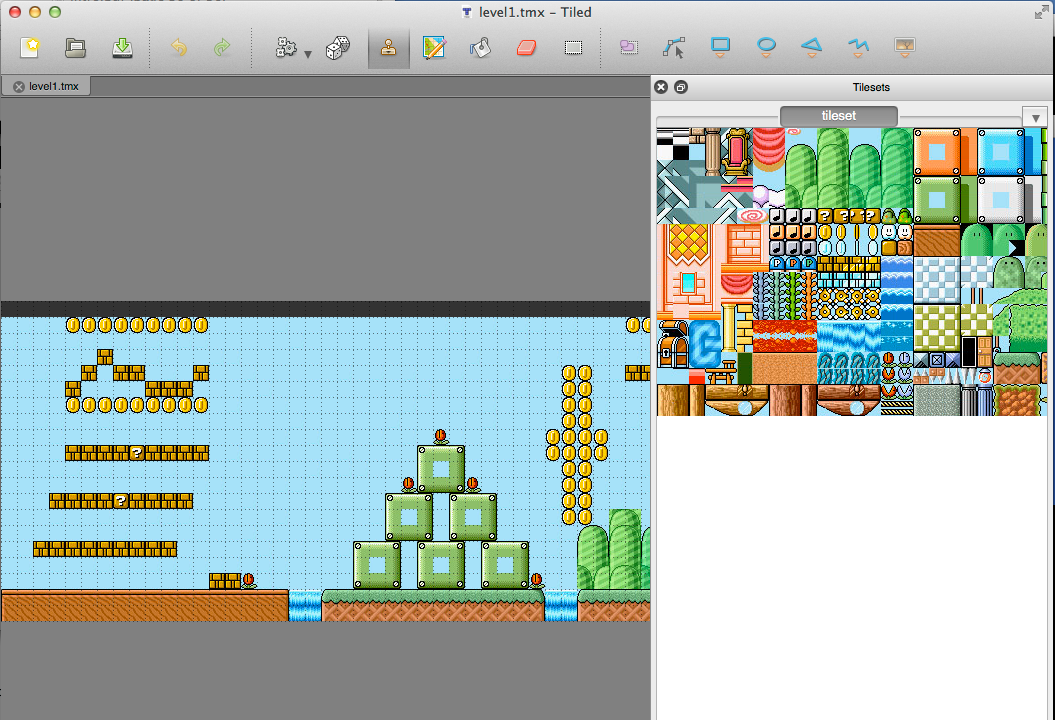 level1.tmx – Tiled
level1.tmx
Tilesets
tileset
? ? ? ?
P P P
?
?